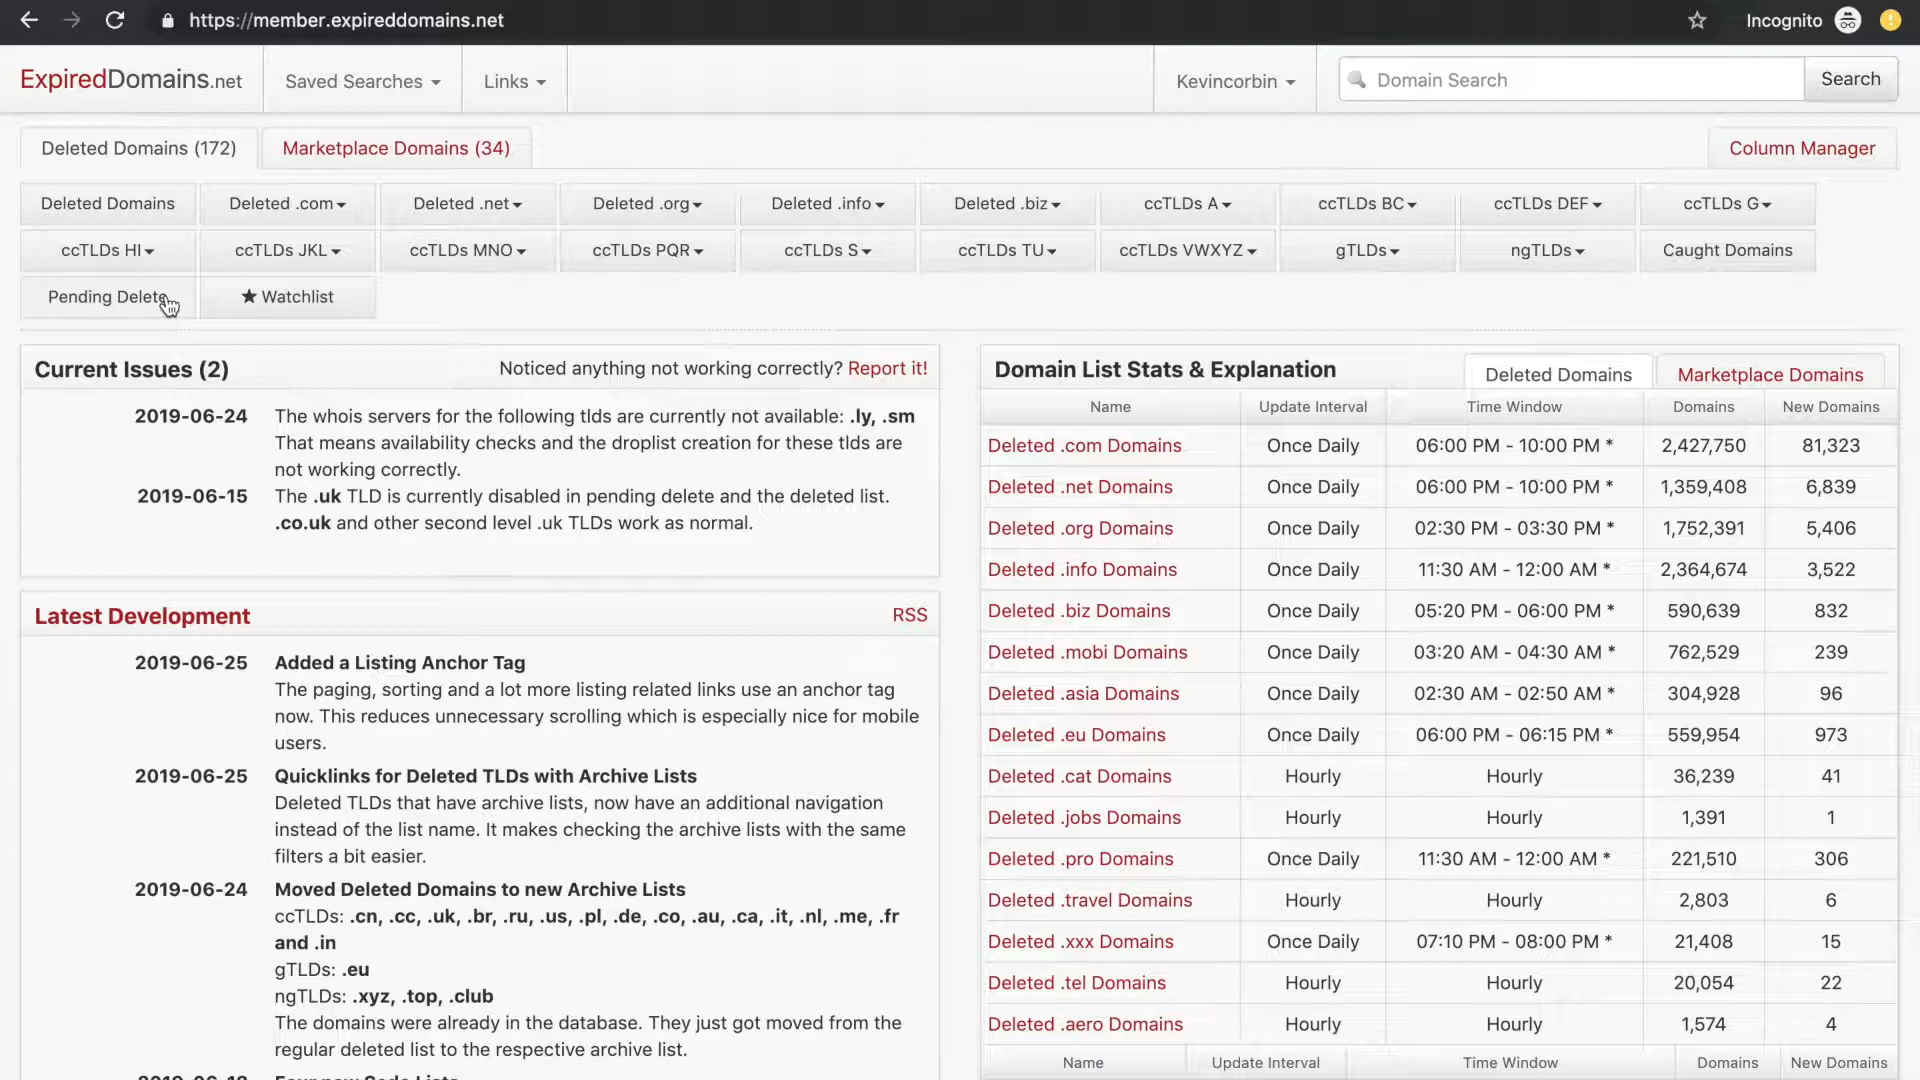 https://member.expireddomains.net
Incognito
ExpiredDomains.net
Saved Searches
Links
Kevincorbin
Domain Search
Search
Deleted Domains (172)
Marketplace Domains (34)
Column Manager
Deleted Domains
Deleted .com
Deleted .net
Deleted .org
Deleted .info
Deleted .biz
ccTLDs A
ccTLDs BC
ccTLDs DEF
ccTLDs G
ccTLDs HI
ccTLDs JKL
ccTLDs MNO
ccTLDs PQR
ccTLDs S
ccTLDs TU
ccTLDs VWXYZ
gTLDs
ngTLDs
Caught Domains
Pending Delete
★ Watchlist
Current Issues (2)
Noticed anything not working correctly? Report it!
2019-06-24 The whois servers for the following tlds are currently not available: .ly, .sm
That means availability checks and the droplist creation for these tlds are
not working correctly.
2019-06-15 The .uk TLD is currently disabled in pending delete and the deleted list.
.co.uk and other second level .uk TLDs work as normal.
Latest Development
RSS
2019-06-25 Added a Listing Anchor Tag
The paging, sorting and a lot more listing related links use an anchor tag
now. This reduces unnecessary scrolling which is especially nice for mobile
users.
2019-06-25 Quicklinks for Deleted TLDs with Archive Lists
Deleted TLDs that have archive lists, now have an additional navigation
instead of the list name. It makes checking the archive lists with the same
filters a bit easier.
2019-06-24 Moved Deleted Domains to new Archive Lists
ccTLDs: .cn, .cc, .uk, .br, .ru, .us, .pl, .de, .co, .au, .ca, .it, .nl, .me, .fr
and .in
gTLDs: .eu
ngTLDs: .xyz, .top, .club
The domains were already in the database. They just got moved from the
regular deleted list to the respective archive list.
Domain List Stats & Explanation
Deleted Domains
Marketplace Domains
Name Update Interval Time Window Domains New Domains
Deleted .com Domains Once Daily 06:00 PM - 10:00 PM * 2,427,750 81,323
Deleted .net Domains Once Daily 06:00 PM - 10:00 PM * 1,359,408 6,839
Deleted .org Domains Once Daily 02:30 PM - 03:30 PM * 1,752,391 5,406
Deleted .info Domains Once Daily 11:30 AM - 12:00 AM * 2,364,674 3,522
Deleted .biz Domains Once Daily 05:20 PM - 06:00 PM * 590,639 832
Deleted .mobi Domains Once Daily 03:20 AM - 04:30 AM * 762,529 239
Deleted .asia Domains Once Daily 02:30 AM - 02:50 AM * 304,928 96
Deleted .eu Domains Once Daily 06:00 PM - 06:15 PM * 559,954 973
Deleted .cat Domains Hourly Hourly 36,239 41
Deleted .jobs Domains Hourly Hourly 1,391 1
Deleted .pro Domains Once Daily 11:30 AM - 12:00 AM * 221,510 306
Deleted .travel Domains Hourly Hourly 2,803 6
Deleted .xxx Domains Once Daily 07:10 PM - 08:00 PM * 21,408 15
Deleted .tel Domains Hourly Hourly 20,054 22
Deleted .aero Domains Hourly Hourly 1,574 4
Name Update Interval Time Window Domains New Domains